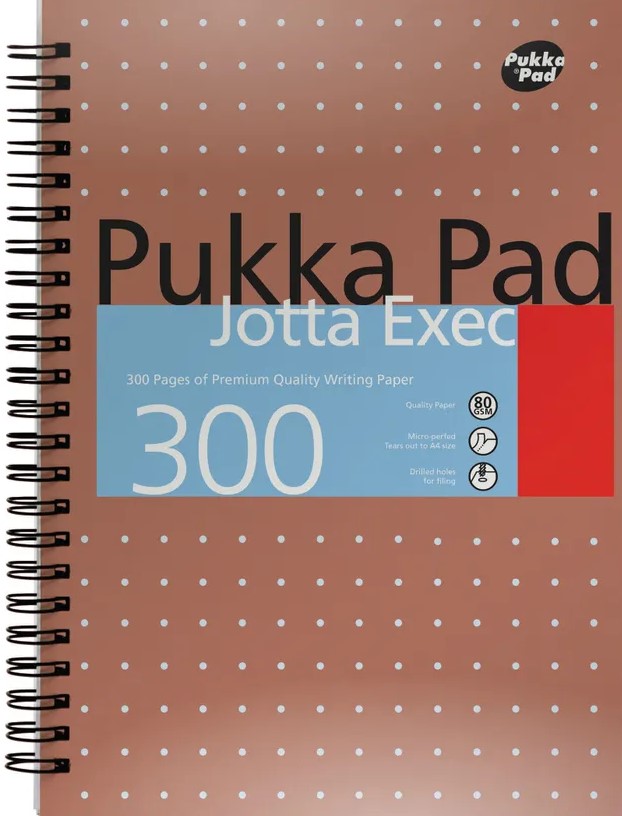 Pukka
®Pad
Pukka Pad
Jotta Exec
300 Pages of Premium Quality Writing Paper
300
Quality Paper
80
GSM
Micro-perfed
Tears out to A4 size
Drilled holes
for filing